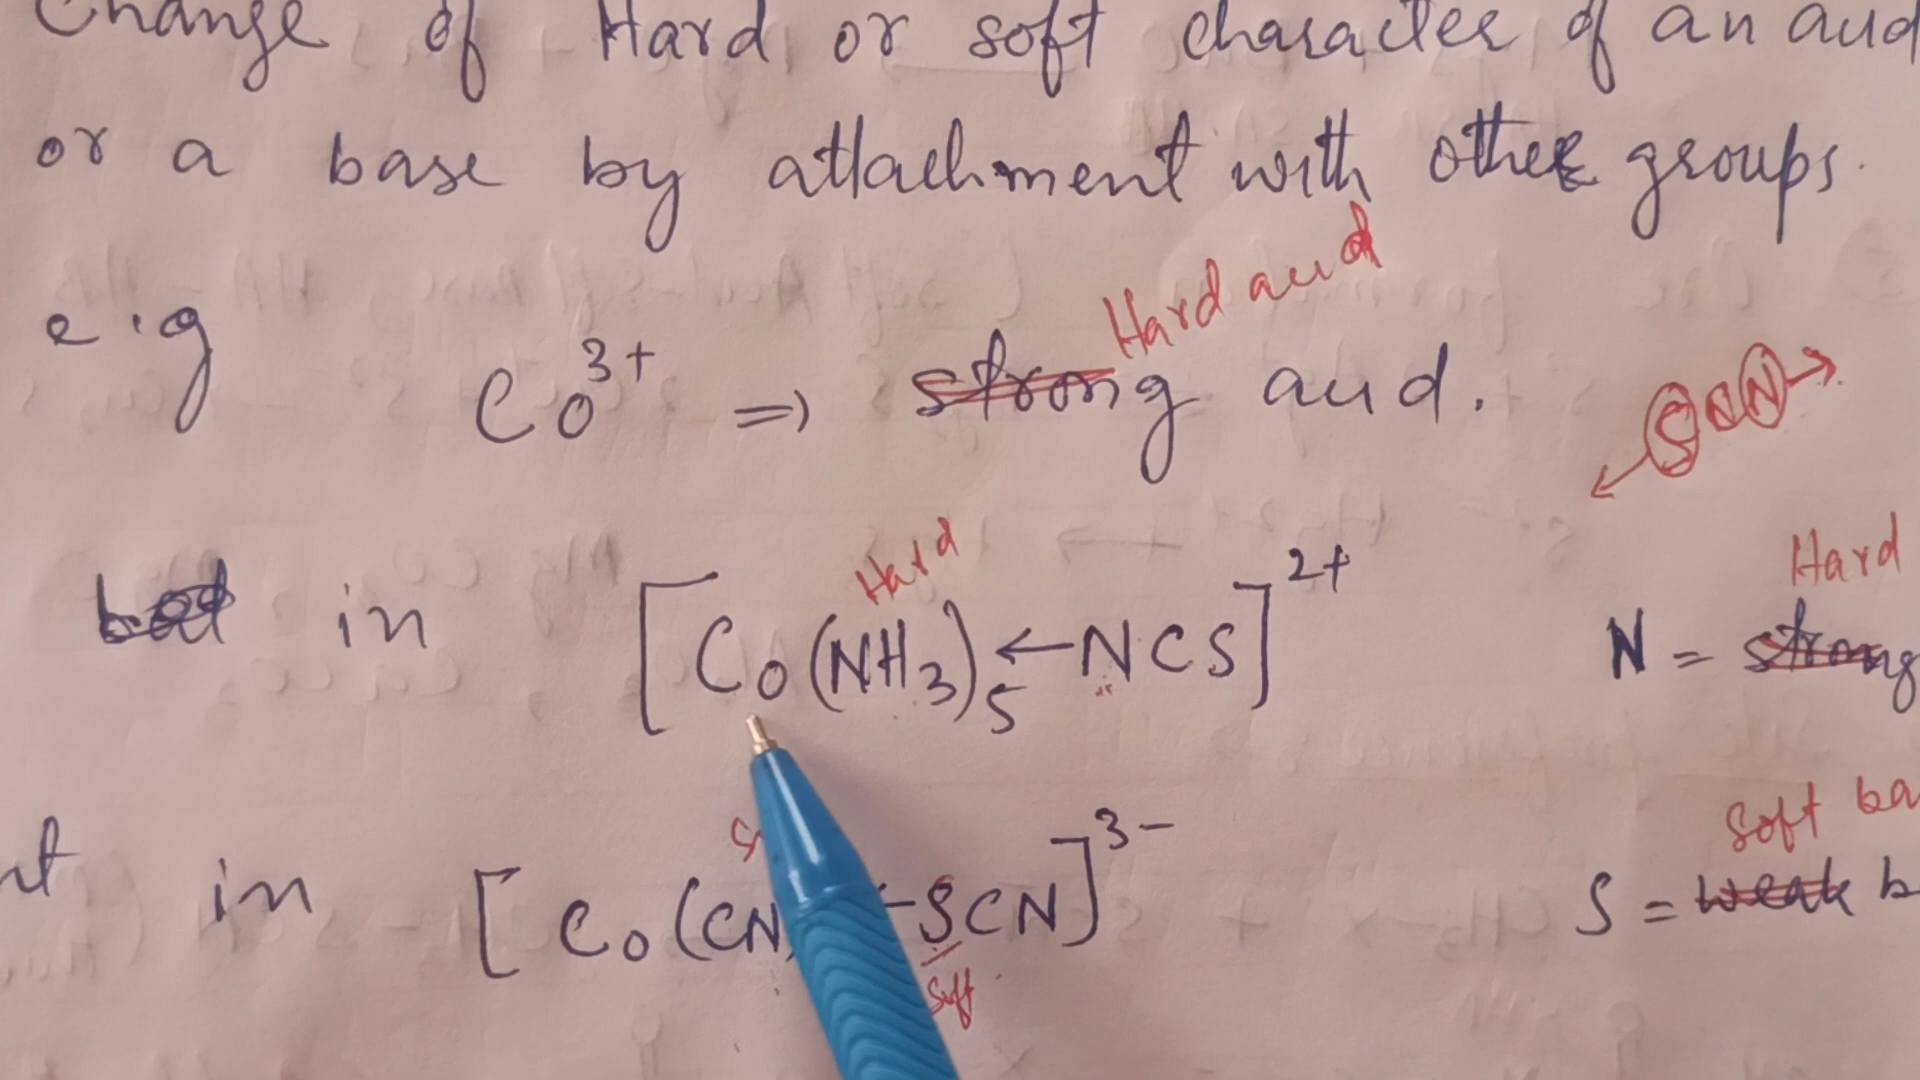 Change of Hard or soft character of an acid
or a base by attachment with other groups.
Hard acid
e.g Co3+ => strong acid.
SCN
Hard
Hard
in [Co(NH3)5←NCS]2+ N = strong
Soft ba
nt in [Co(CN) SCN]3- S = weak b
Soft